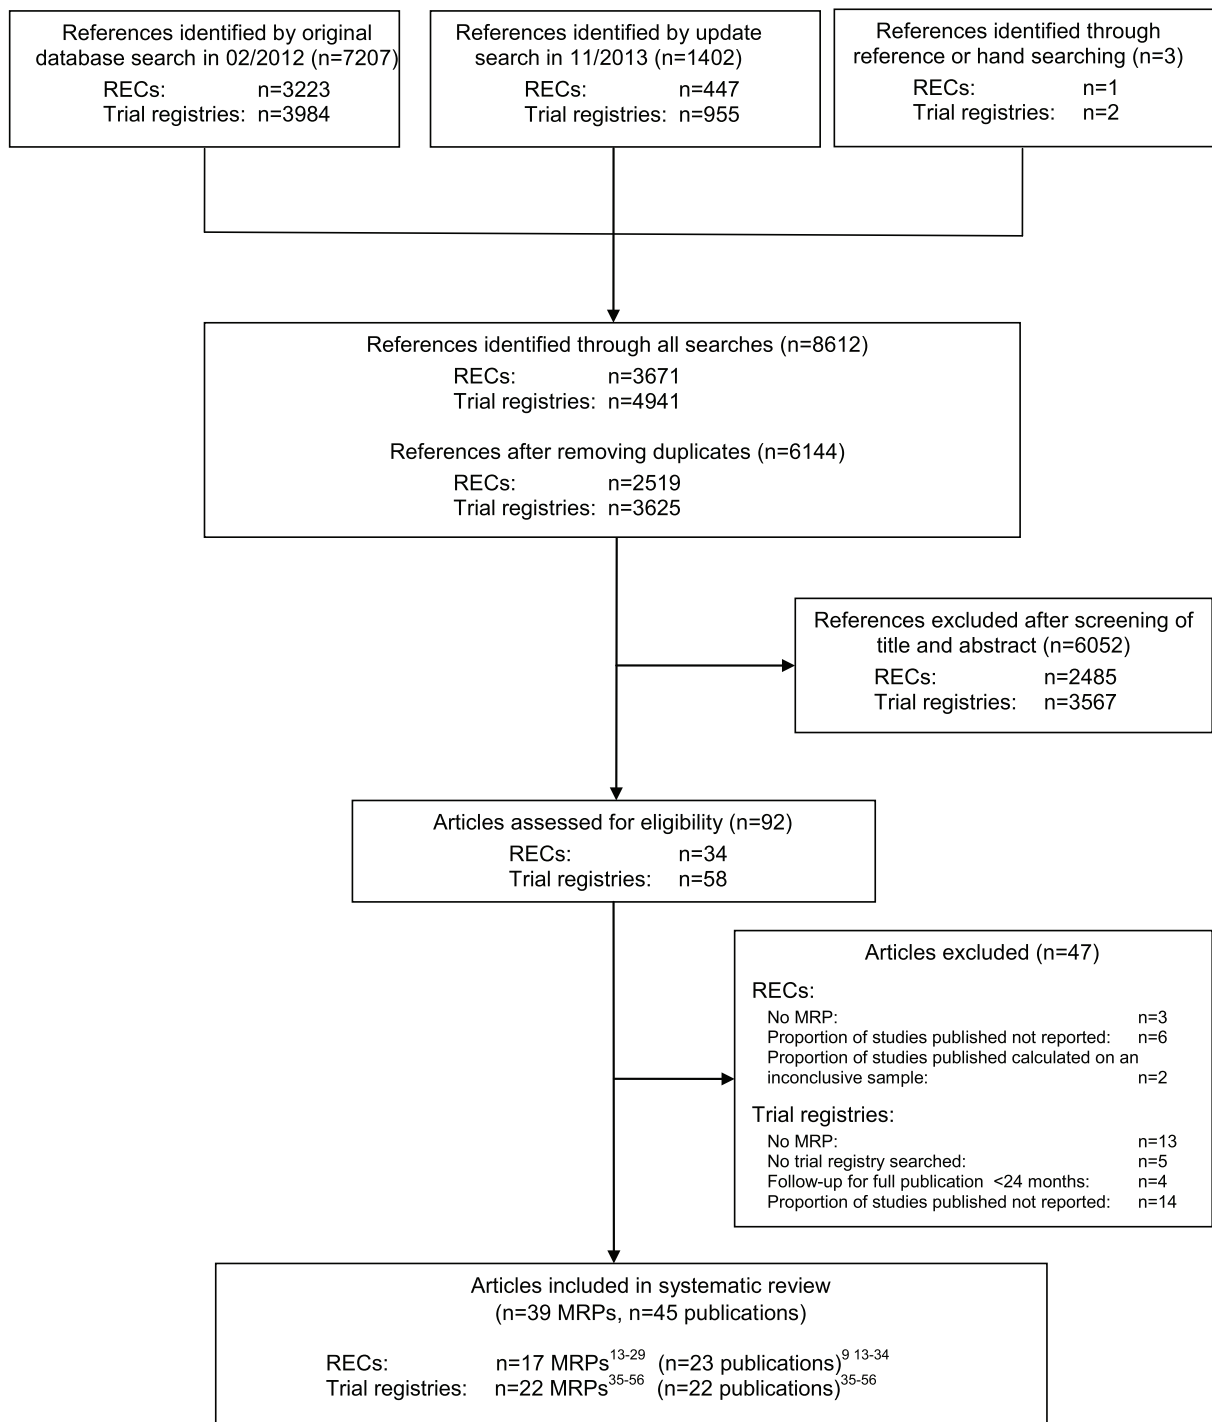 References identified by original
database search in 02/2012 (n=7207)
RECs: n=3223
Trial registries: n=3984
References identified by update
search in 11/2013 (n=1402)
RECs: n=447
Trial registries: n=955
References identified through
reference or hand searching (n=3)
RECs: n=1
Trial registries: n=2
References identified through all searches (n=8612)
RECs: n=3671
Trial registries: n=4941
References after removing duplicates (n=6144)
RECs: n=2519
Trial registries: n=3625
References excluded after screening of
title and abstract (n=6052)
RECs: n=2485
Trial registries: n=3567
Articles assessed for eligibility (n=92)
RECs: n=34
Trial registries: n=58
Articles excluded (n=47)
RECs:
No MRP: n=3
Proportion of studies published not reported: n=6
Proportion of studies published calculated on an
inconclusive sample: n=2
Trial registries:
No MRP: n=13
No trial registry searched: n=5
Follow-up for full publication <24 months: n=4
Proportion of studies published not reported: n=14
Articles included in systematic review
(n=39 MRPs, n=45 publications)
RECs: n=17 MRPs13-29 (n=23 publications)9 13-34
Trial registries: n=22 MRPs35-56 (n=22 publications)35-56